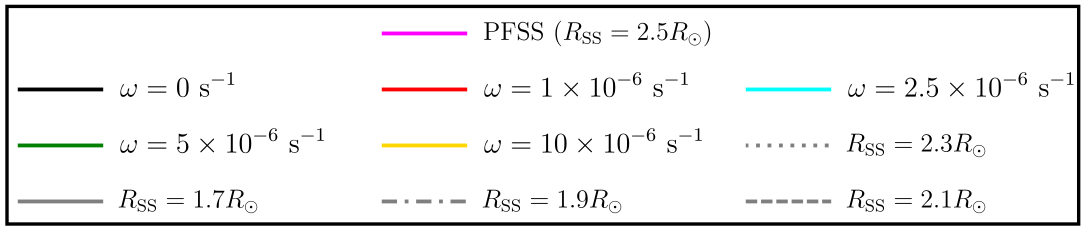 PFSS (R_SS = 2.5R_⊙)
ω = 0 s⁻¹ ω = 1 × 10⁻⁶ s⁻¹ ω = 2.5 × 10⁻⁶ s⁻¹
ω = 5 × 10⁻⁶ s⁻¹ ω = 10 × 10⁻⁶ s⁻¹ R_SS = 2.3R_⊙
R_SS = 1.7R_⊙ R_SS = 1.9R_⊙ R_SS = 2.1R_⊙